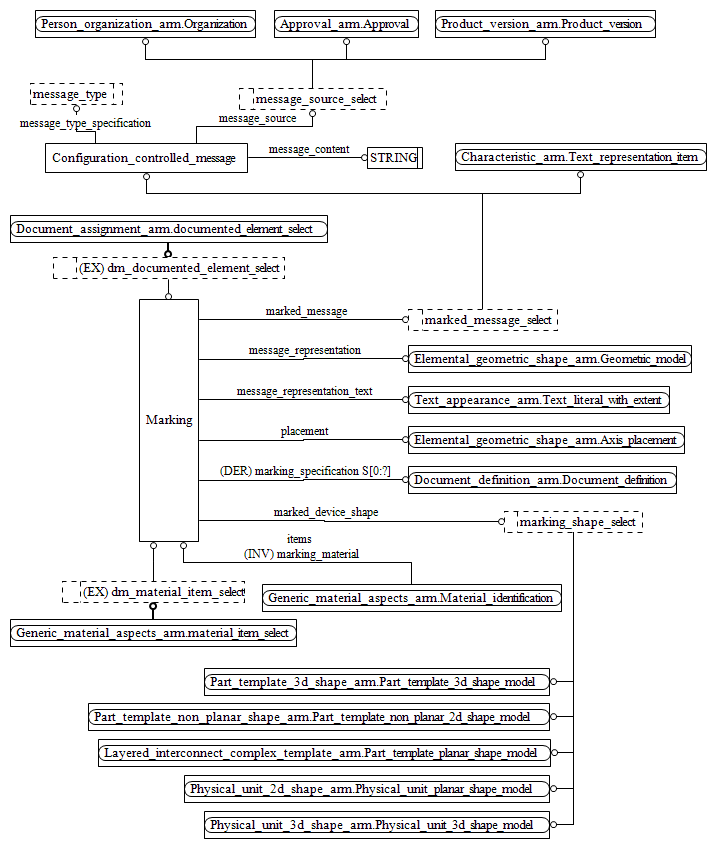 Person_organization_arm.Organization
Approval_arm.Approval
Product_version_arm.Product_version
message_type
message_source_select
message_type_specification
message_source
Configuration_controlled_message
message_content
STRING
Characteristic_arm.Text_representation_item
Document_assignment_arm.documented_element_select
(EX) dm_documented_element_select
marked_message
marked_message_select
message_representation
Elemental_geometric_shape_arm.Geometric_model
message_representation_text
Text_appearance_arm.Text_literal_with_extent
Marking
placement
Elemental_geometric_shape_arm.Axis_placement
(DER) marking_specification S[0:?]
Document_definition_arm.Document_definition
marked_device_shape
marking_shape_select
items
(INV) marking_material
(EX) dm_material_item_select
Generic_material_aspects_arm.Material_identification
Generic_material_aspects_arm.material_item_select
Part_template_3d_shape_arm.Part_template_3d_shape_model
Part_template_non_planar_shape_arm.Part_template_non_planar_2d_shape_model
Layered_interconnect_complex_template_arm.Part_template_planar_shape_model
Physical_unit_2d_shape_arm.Physical_unit_planar_shape_model
Physical_unit_3d_shape_arm.Physical_unit_3d_shape_model